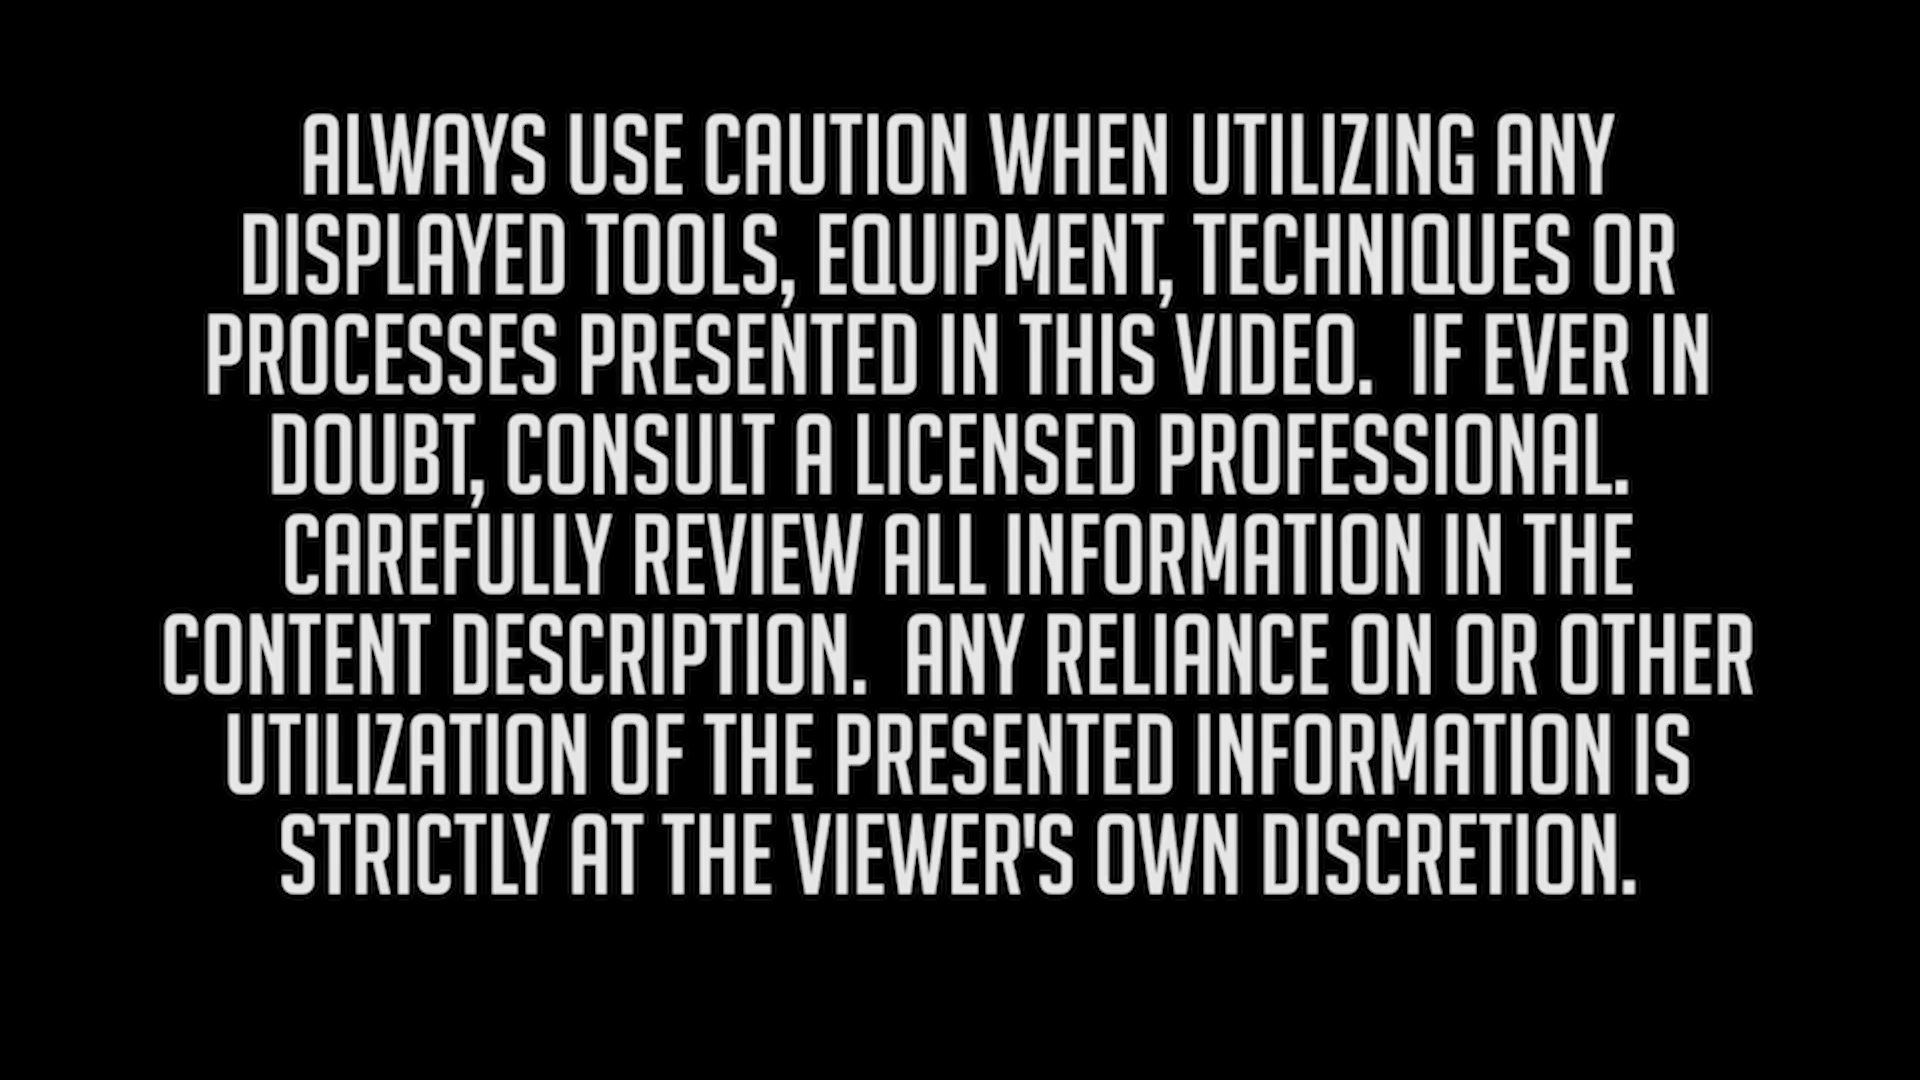 ALWAYS USE CAUTION WHEN UTILIZING ANY
DISPLAYED TOOLS, EQUIPMENT, TECHNIQUES OR
PROCESSES PRESENTED IN THIS VIDEO.  IF EVER IN
DOUBT, CONSULT A LICENSED PROFESSIONAL.
CAREFULLY REVIEW ALL INFORMATION IN THE
CONTENT DESCRIPTION.  ANY RELIANCE ON OR OTHER
UTILIZATION OF THE PRESENTED INFORMATION IS
STRICTLY AT THE VIEWER'S OWN DISCRETION.